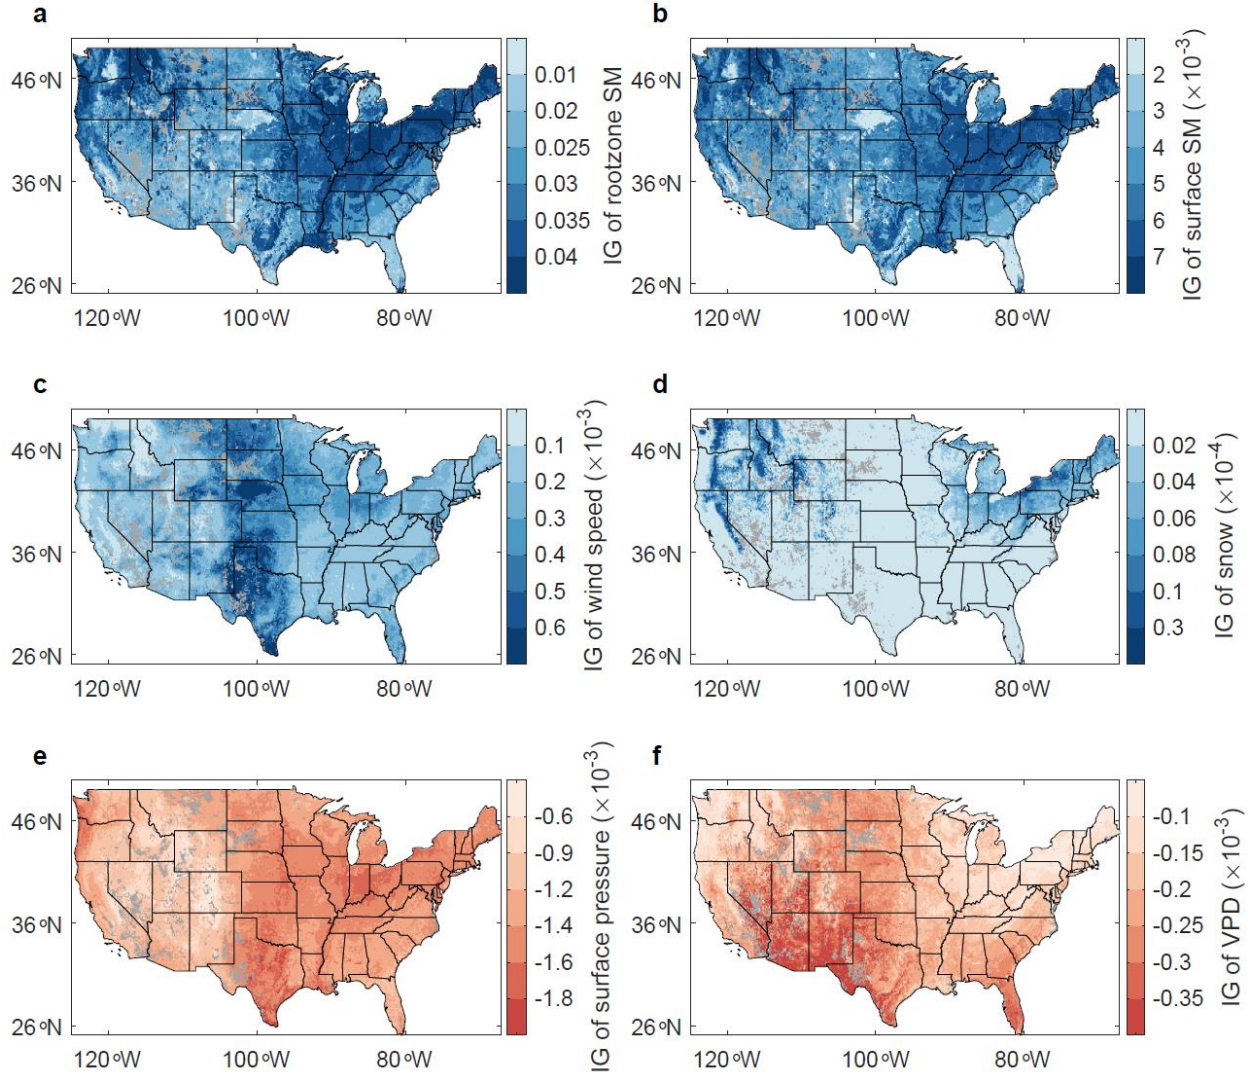 a
46 °N
36 °N
26 °N
120 °W 100 °W 80 °W
0.01
0.02
0.025
0.03
0.035
0.04
IG of rootzone SM
b
46 °N
36 °N
26 °N
120 °W 100 °W 80 °W
2
3
4
5
6
7
IG of surface SM (×10⁻³)
c
46 °N
36 °N
26 °N
120 °W 100 °W 80 °W
0.1
0.2
0.3
0.4
0.5
0.6
IG of wind speed (×10⁻³)
d
46 °N
36 °N
26 °N
120 °W 100 °W 80 °W
0.02
0.04
0.06
0.08
0.1
0.3
IG of snow (×10⁻⁴)
e
46 °N
36 °N
26 °N
120 °W 100 °W 80 °W
-0.6
-0.9
-1.2
-1.4
-1.6
-1.8
IG of surface pressure (×10⁻³)
f
46 °N
36 °N
26 °N
120 °W 100 °W 80 °W
-0.1
-0.15
-0.2
-0.25
-0.3
-0.35
IG of VPD (×10⁻³)